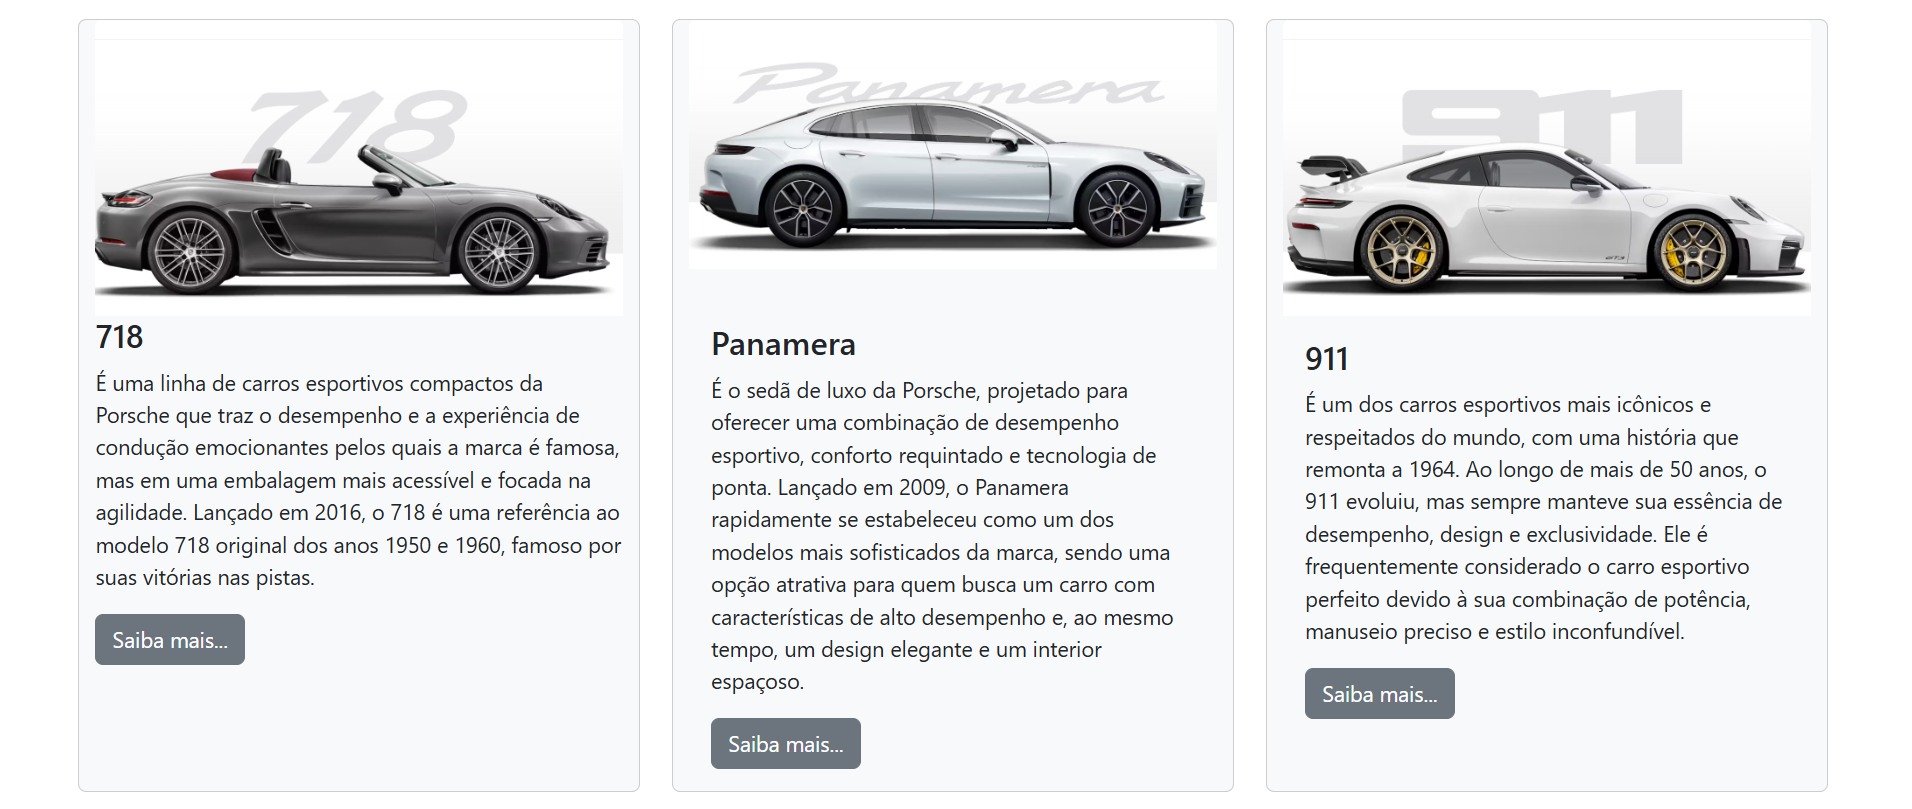 718
718
É uma linha de carros esportivos compactos da
Porsche que traz o desempenho e a experiência de
condução emocionantes pelos quais a marca é famosa,
mas em uma embalagem mais acessível e focada na
agilidade. Lançado em 2016, o 718 é uma referência ao
modelo 718 original dos anos 1950 e 1960, famoso por
suas vitórias nas pistas.
Saiba mais...
Panamera
Panamera
É o sedã de luxo da Porsche, projetado para
oferecer uma combinação de desempenho
esportivo, conforto requintado e tecnologia de
ponta. Lançado em 2009, o Panamera
rapidamente se estabeleceu como um dos
modelos mais sofisticados da marca, sendo uma
opção atrativa para quem busca um carro com
características de alto desempenho e, ao mesmo
tempo, um design elegante e um interior
espaçoso.
Saiba mais...
911
GT3
911
É um dos carros esportivos mais icônicos e
respeitados do mundo, com uma história que
remonta a 1964. Ao longo de mais de 50 anos, o
911 evoluiu, mas sempre manteve sua essência de
desempenho, design e exclusividade. Ele é
frequentemente considerado o carro esportivo
perfeito devido à sua combinação de potência,
manuseio preciso e estilo inconfundível.
Saiba mais...